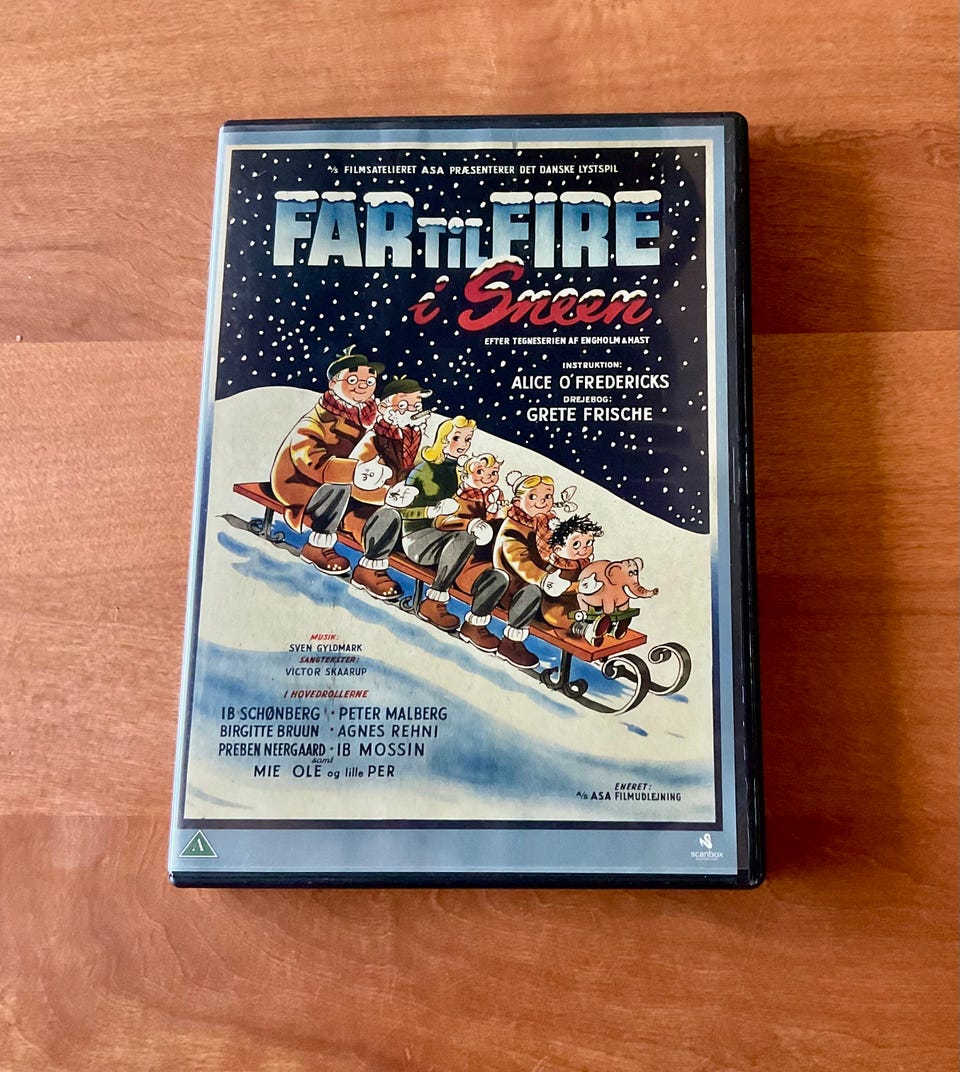 A/S FILMSATELIERET ASA PRÆSENTERER DET DANSKE LYSTSPIL
FAR TIL FIRE
i Sneen
EFTER TEGNESERIEN AF ENGHOLM & HAST
INSTRUKTION:
ALICE O'FREDERICKS
DREJEBOG:
GRETE FRISCHE
MUSIK:
SVEN GYLDMARK
SANGTEKSTER:
VICTOR SKAARUP
I HOVEDROLLERNE
IB SCHØNBERG · PETER MALBERG
BIRGITTE BRUUN · AGNES REHNI
PREBEN NEERGAARD · IB MOSSIN
samt
MIE OLE og lille PER
ENERET:
A/S ASA FILMUDLEJNING
A
scanbox